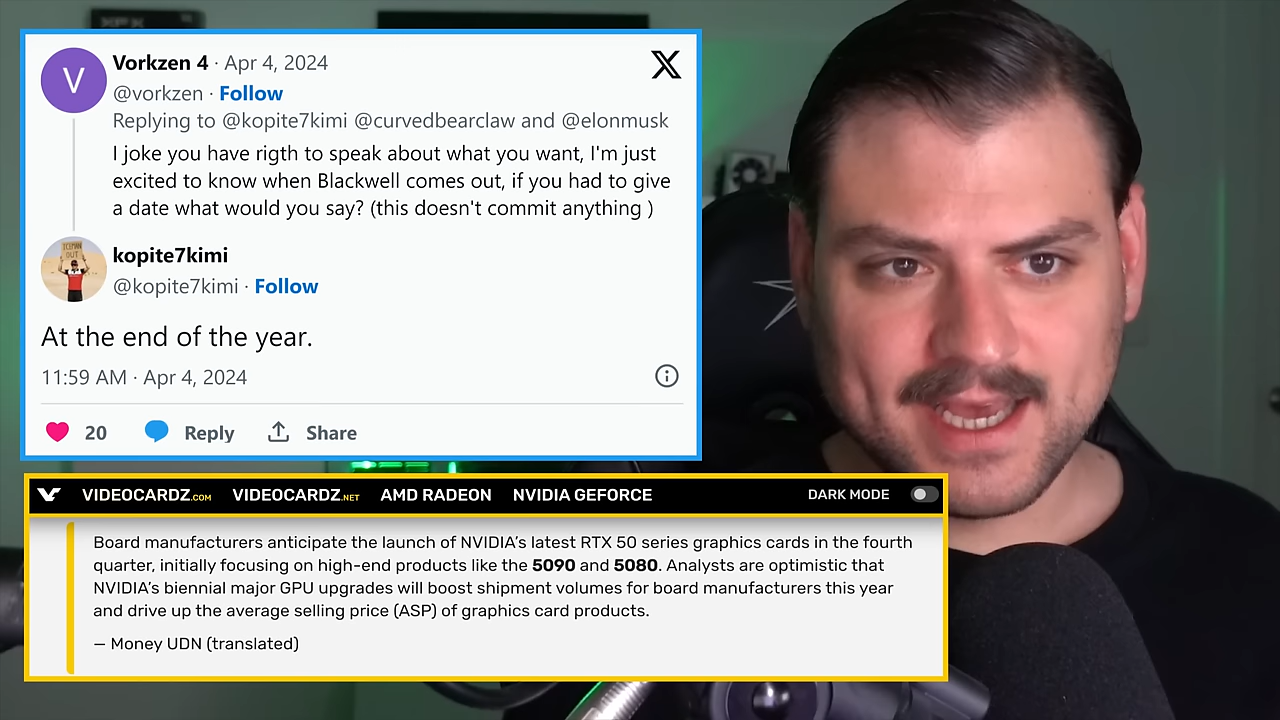 Vorkzen 4 · Apr 4, 2024
@vorkzen · Follow
Replying to @kopite7kimi @curvedbearclaw and @elonmusk
I joke you have rigth to speak about what you want, I'm just
excited to know when Blackwell comes out, if you had to give
a date what would you say? (this doesn't commit anything )
V
kopite7kimi
@kopite7kimi · Follow
At the end of the year.
11:59 AM · Apr 4, 2024
20 Reply Share
VIDEOCARDZ.COM VIDEOCARDZ.NET AMD RADEON NVIDIA GEFORCE DARK MODE
Board manufacturers anticipate the launch of NVIDIA’s latest RTX 50 series graphics cards in the fourth
quarter, initially focusing on high-end products like the 5090 and 5080. Analysts are optimistic that
NVIDIA’s biennial major GPU upgrades will boost shipment volumes for board manufacturers this year
and drive up the average selling price (ASP) of graphics card products.
— Money UDN (translated)